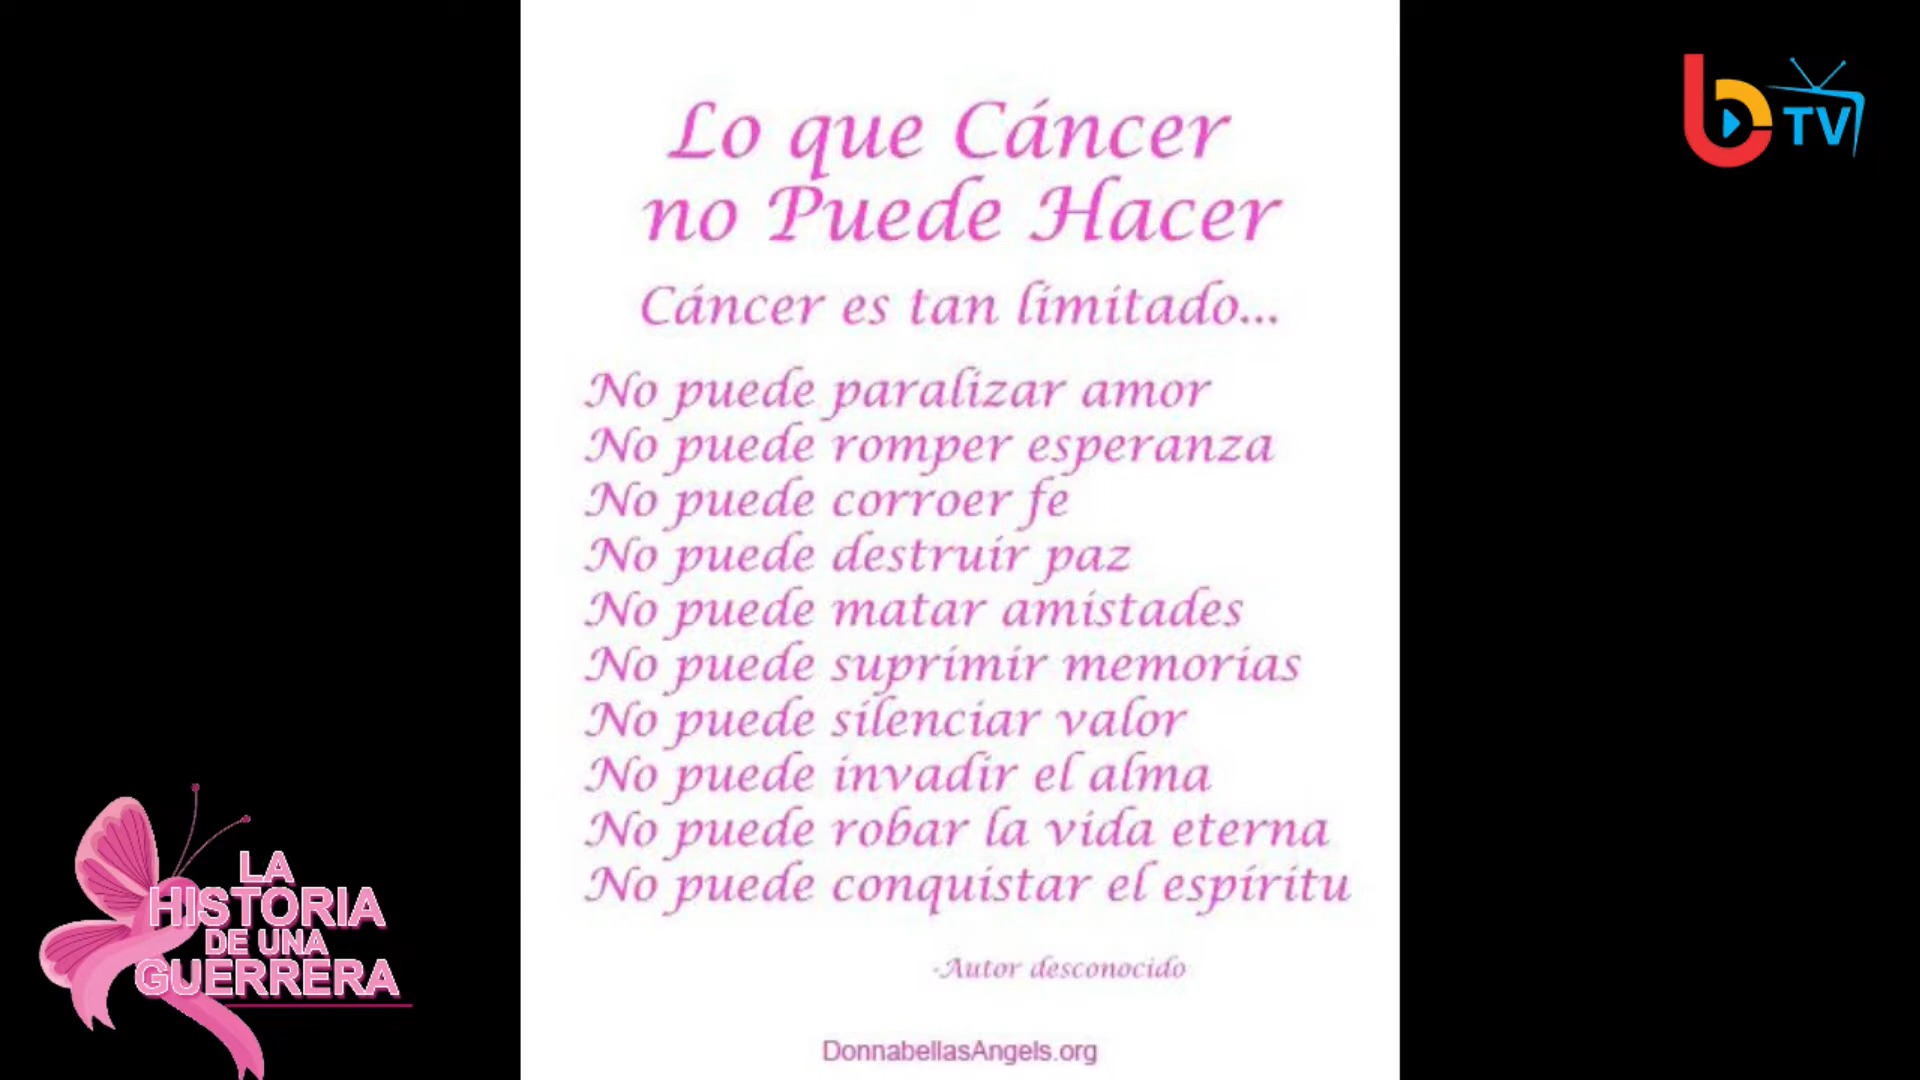 Lo que Cáncer
no Puede Hacer
Cáncer es tan limitado...
No puede paralizar amor
No puede romper esperanza
No puede corroer fe
No puede destruir paz
No puede matar amistades
No puede suprimir memorias
No puede silenciar valor
No puede invadir el alma
No puede robar la vida eterna
No puede conquistar el espíritu
-Autor desconocido
DonnabellasAngels.org
b TV
LA
HISTORIA
DE UNA
GUERRERA